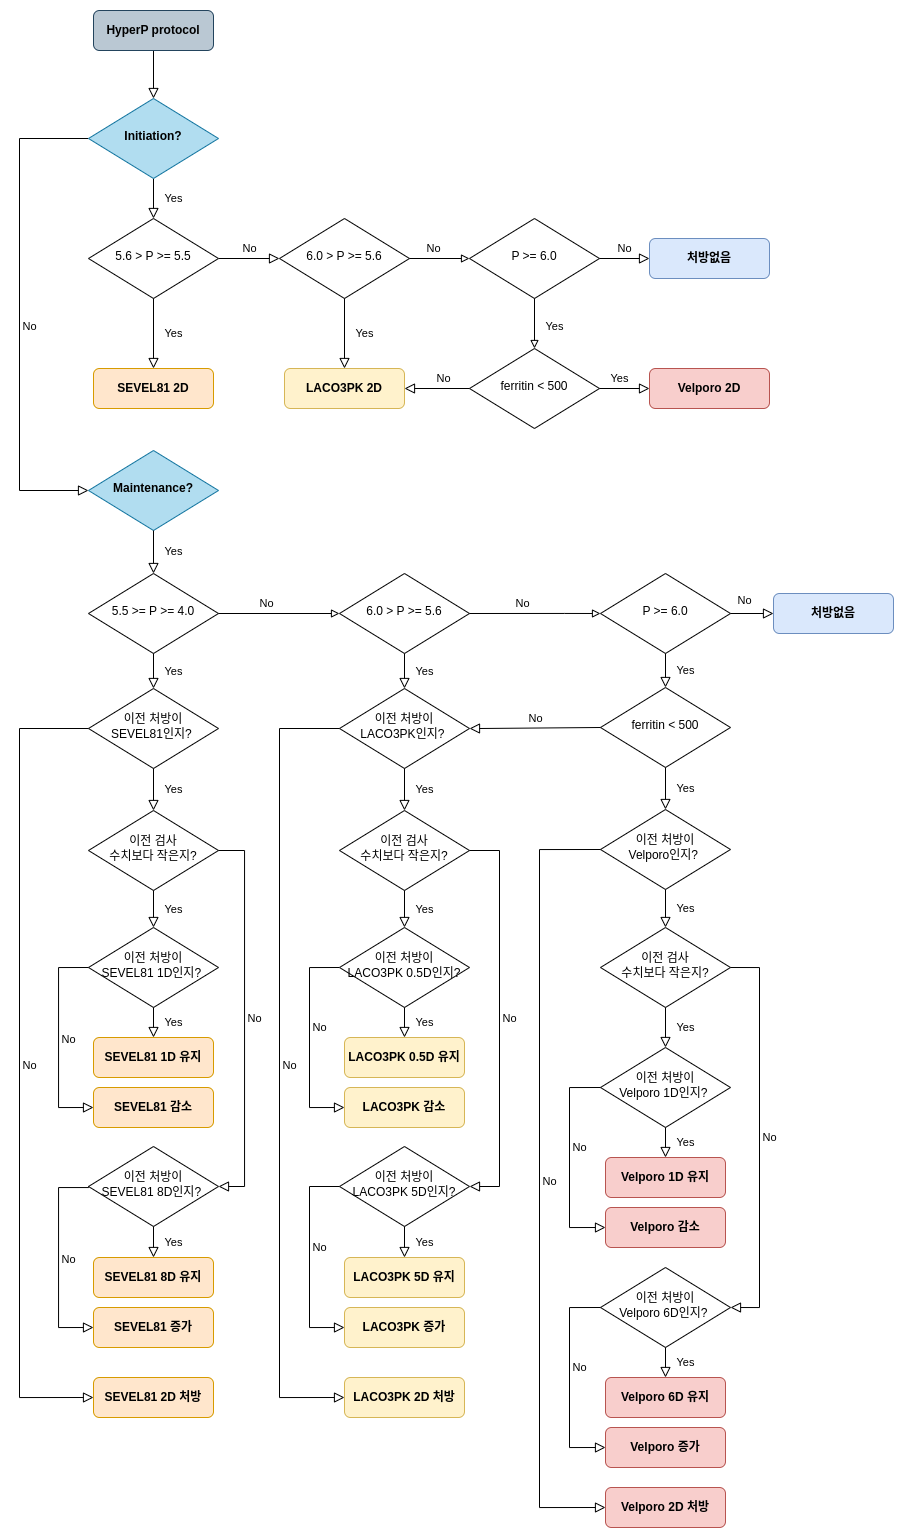 HyperP protocol
Initiation?
Yes
5.6 > P >= 5.5
No
6.0 > P >= 5.6
No
P >= 6.0
No
처방없음
No
Yes
Yes
Yes
SEVEL81 2D
LACO3PK 2D
No
ferritin < 500
Yes
Velporo 2D
Maintenance?
Yes
5.5 >= P >= 4.0
No
6.0 > P >= 5.6
No
P >= 6.0
No
처방없음
Yes
Yes
Yes
이전 처방이
SEVEL81인지?
이전 처방이
LACO3PK인지?
No
ferritin < 500
Yes
Yes
Yes
이전 검사
수치보다 작은지?
이전 검사
수치보다 작은지?
이전 처방이
Velporo인지?
Yes
Yes
Yes
이전 처방이
SEVEL81 1D인지?
이전 처방이
LACO3PK 0.5D인지?
이전 검사
수치보다 작은지?
No
Yes
No
No
Yes
No
Yes
No
SEVEL81 1D 유지
No
LACO3PK 0.5D 유지
이전 처방이
Velporo 1D인지?
SEVEL81 감소
LACO3PK 감소
No
Yes
No
No
이전 처방이
SEVEL81 8D인지?
이전 처방이
LACO3PK 5D인지?
Velporo 1D 유지
Velporo 감소
No
Yes
No
Yes
SEVEL81 8D 유지
LACO3PK 5D 유지
이전 처방이
Velporo 6D인지?
SEVEL81 증가
LACO3PK 증가
No
Yes
SEVEL81 2D 처방
LACO3PK 2D 처방
Velporo 6D 유지
Velporo 증가
Velporo 2D 처방